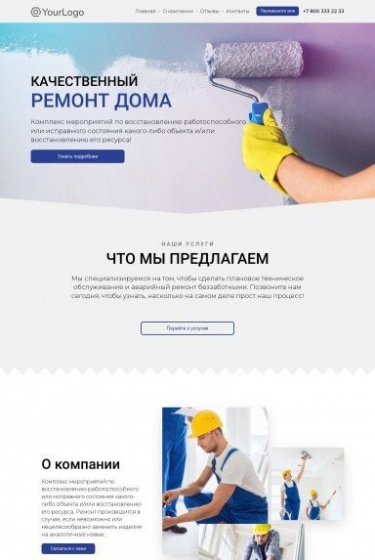 @YourLogo
Главная - О компании - Отзывы - Контакты
Перезвоните мне
+7 800 333 22 33
КАЧЕСТВЕННЫЙ
РЕМОНТ ДОМА
Комплекс мероприятий по восстановлению работоспособного
или исправного состояния какого-либо объекта и/или
восстановлению его ресурса!
Узнать подробнее
НАШИ УСЛУГИ
ЧТО МЫ ПРЕДЛАГАЕМ
Мы специализируемся на том, чтобы сделать плановое техническое
обслуживание и аварийный ремонт беззаботными. Позвоните нам
сегодня, чтобы узнать, насколько на самом деле прост наш процесс!
Перейти к услугам
О компании
Комплекс мероприятий по
восстановлению работоспособного
или исправного состояния какого-
либо объекта и/или восстановлению
его ресурса. Ремонт производится в
случае, если невозможно или
нецелесообразно заменить изделия
на аналогичные новые.
Связаться с нами